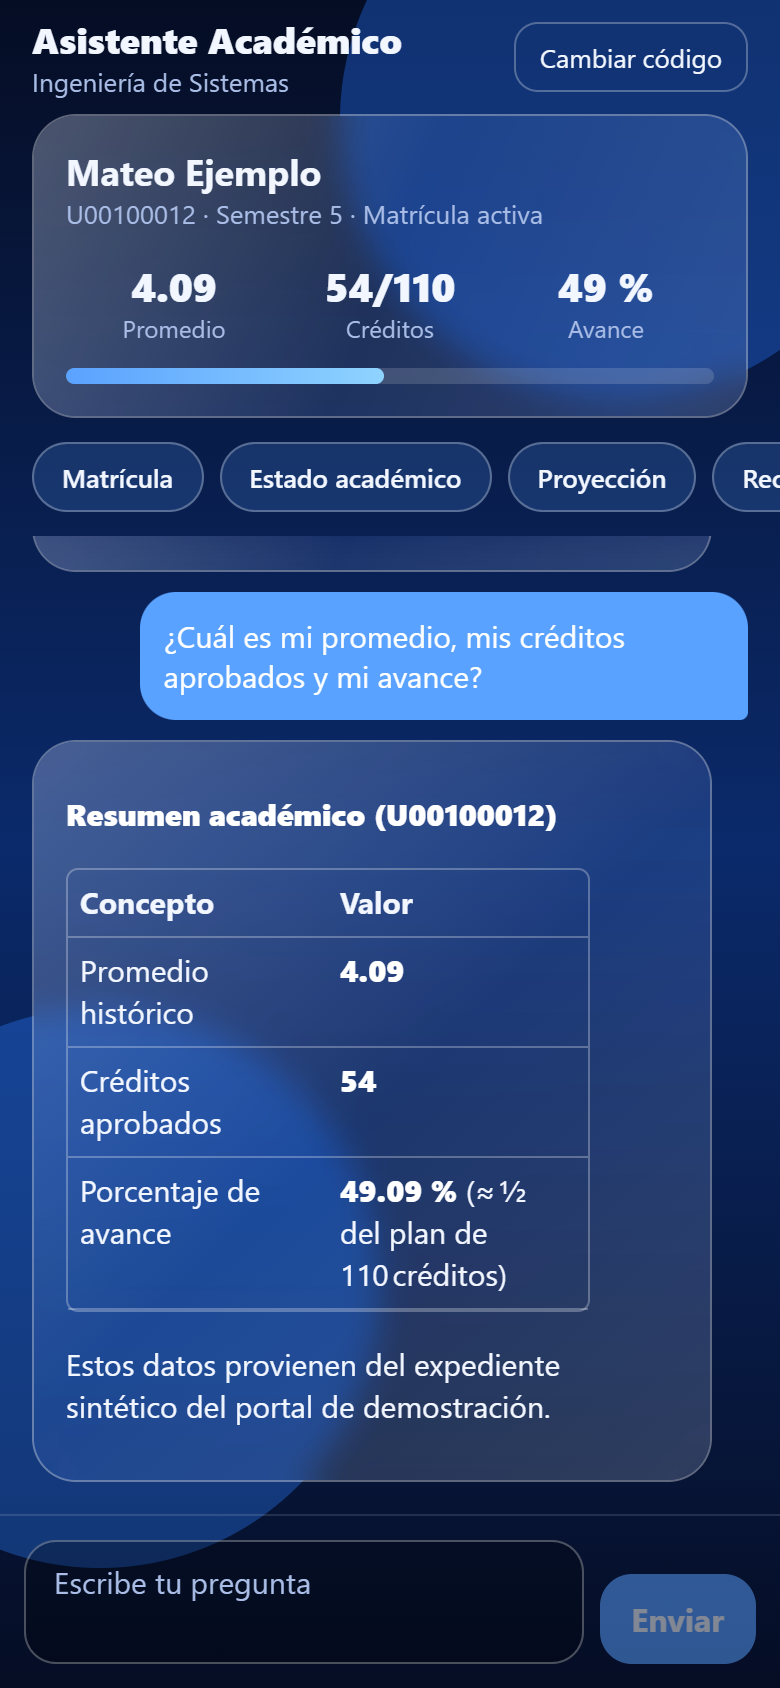 Asistente Académico
Ingeniería de Sistemas
Cambiar código
Mateo Ejemplo
U00100012 · Semestre 5 · Matrícula activa
4.09
Promedio
54/110
Créditos
49 %
Avance
Matrícula
Estado académico
Proyección
¿Cuál es mi promedio, mis créditos
aprobados y mi avance?
Resumen académico (U00100012)
Concepto
Valor
Promedio
histórico
4.09
Créditos
aprobados
54
Porcentaje de
avance
49.09 % (≈ ½
del plan de
110 créditos)
Estos datos provienen del expediente
sintético del portal de demostración.
Escribe tu pregunta
Enviar